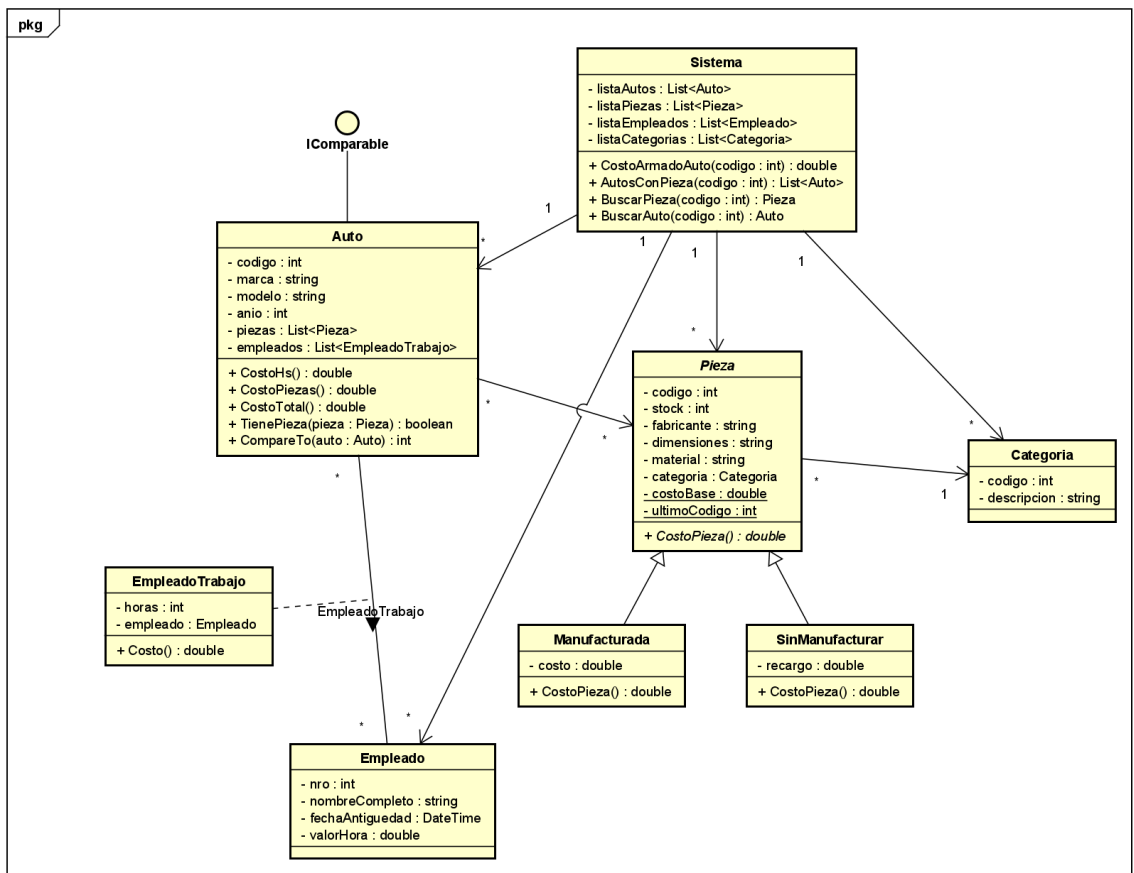 pkg
Sistema
- listaAutos : List<Auto>
- listaPiezas : List<Pieza>
- listaEmpleados : List<Empleado>
- listaCategorias : List<Categoria>
+ CostoArmadoAuto(codigo : int) : double
+ AutosConPieza(codigo : int) : List<Auto>
+ BuscarPieza(codigo : int) : Pieza
+ BuscarAuto(codigo : int) : Auto
IComparable
1
*
1
1
1
Auto
- codigo : int
- marca : string
- modelo : string
- anio : int
- piezas : List<Pieza>
- empleados : List<EmpleadoTrabajo>
+ CostoHs() : double
+ CostoPiezas() : double
+ CostoTotal() : double
+ TienePieza(pieza : Pieza) : boolean
+ CompareTo(auto : Auto) : int
*
*
*
*
Pieza
- codigo : int
- stock : int
- fabricante : string
- dimensiones : string
- material : string
- categoria : Categoria
- costoBase : double
- ultimoCodigo : int
+ CostoPieza() : double
*
1
Categoria
- codigo : int
- descripcion : string
*
EmpleadoTrabajo
- horas : int
- empleado : Empleado
+ Costo() : double
EmpleadoTrabajo
Manufacturada
- costo : double
+ CostoPieza() : double
SinManufacturar
- recargo : double
+ CostoPieza() : double
*
*
Empleado
- nro : int
- nombreCompleto : string
- fechaAntiguedad : DateTime
- valorHora : double